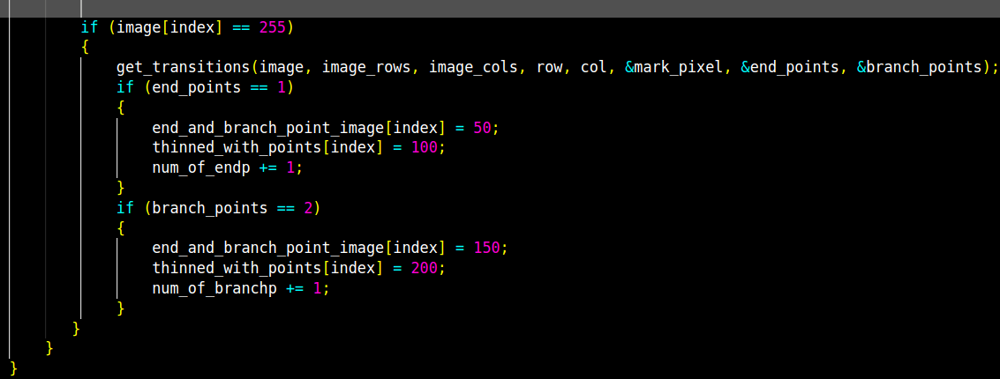 if (image[index] == 255)
{
get_transitions(image, image_rows, image_cols, row, col, &mark_pixel, &end_points, &branch_points);
if (end_points == 1)
{
end_and_branch_point_image[index] = 50;
thinned_with_points[index] = 100;
num_of_endp += 1;
}
if (branch_points == 2)
{
end_and_branch_point_image[index] = 150;
thinned_with_points[index] = 200;
num_of_branchp += 1;
}
}
}
}